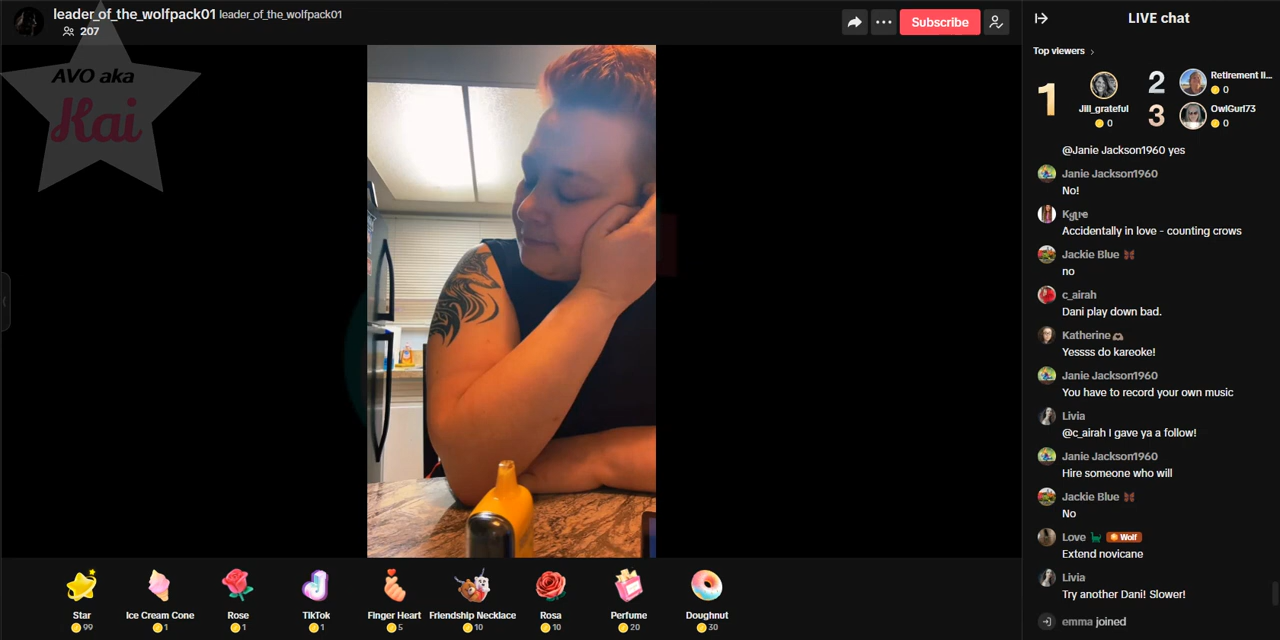 leader_of_the_wolfpack01 leader_of_the_wolfpack01
207
Subscribe
AVO aka
Kai
LIVE chat
Top viewers
1
Jill_grateful
0
2
Retirement li...
0
3
OwlGurl73
0
@Janie Jackson1960 yes
Janie Jackson1960
No!
Accidentally in love - counting crows
Jackie Blue
no
c_airah
Dani play down bad.
Katherine
Yessss do kareoke!
Janie Jackson1960
You have to record your own music
Livia
@c_airah I gave ya a follow!
Janie Jackson1960
Hire someone who will
Jackie Blue
No
Love Wolf
Extend novicane
Livia
Try another Dani! Slower!
emma joined
Star
99
Ice Cream Cone
1
Rose
1
TikTok
1
Finger Heart
5
Friendship Necklace
10
Rosa
10
Perfume
20
Doughnut
30